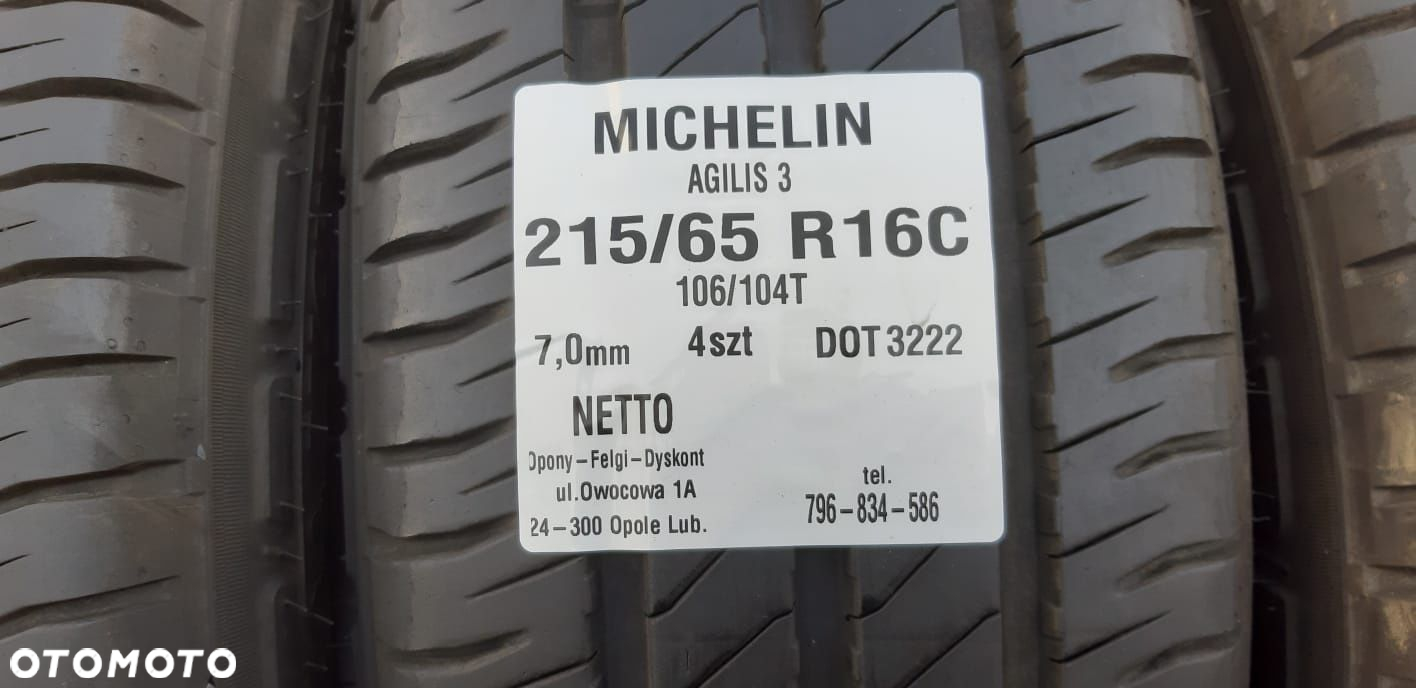 MICHELIN
AGILIS 3
215/65 R16C
106/104T
7,0mm 4szt DOT 3222
NETTO
Opony-Felgi-Dyskont
ul.Owocowa 1A
24-300 Opole Lub.
tel.
796-834-586
OTOMOTO